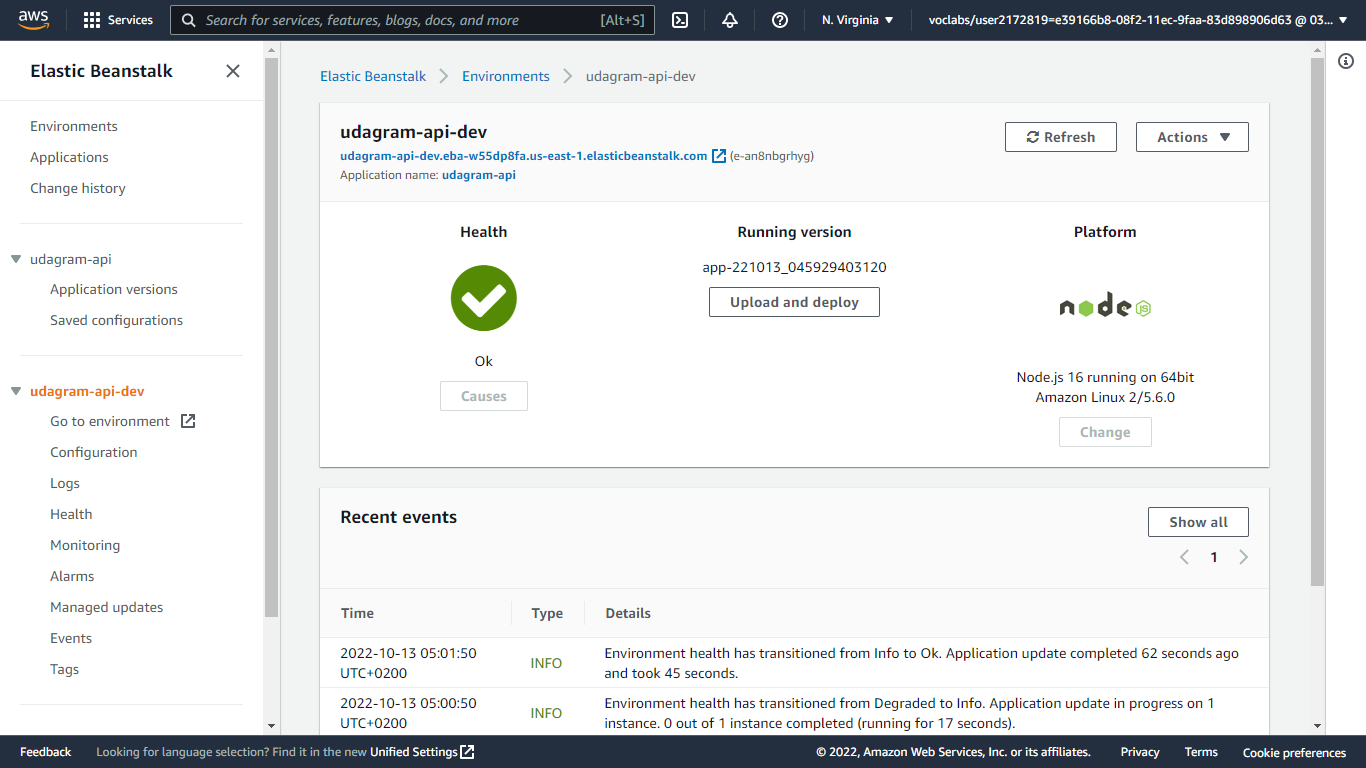 aws
Services
Search for services, features, blogs, docs, and more
[Alt+S]
N. Virginia
voclabs/user2172819=e39166b8-08f2-11ec-9faa-83d898906d63 @ 03...
Elastic Beanstalk
Environments
Applications
Change history
udagram-api
Application versions
Saved configurations
udagram-api-dev
Go to environment
Configuration
Logs
Health
Monitoring
Alarms
Managed updates
Events
Tags
Elastic Beanstalk
Environments
udagram-api-dev
udagram-api-dev
udagram-api-dev.eba-w55dp8fa.us-east-1.elasticbeanstalk.com (e-an8nbgrhyg)
Application name: udagram-api
Refresh
Actions
Health
Ok
Causes
Running version
app-221013_045929403120
Upload and deploy
Platform
node JS
Node.js 16 running on 64bit
Amazon Linux 2/5.6.0
Change
Recent events
Show all
1
Time
Type
Details
2022-10-13 05:01:50
UTC+0200
INFO
Environment health has transitioned from Info to Ok. Application update completed 62 seconds ago
and took 45 seconds.
2022-10-13 05:00:50
UTC+0200
INFO
Environment health has transitioned from Degraded to Info. Application update in progress on 1
instance. 0 out of 1 instance completed (running for 17 seconds).
Feedback
Looking for language selection? Find it in the new Unified Settings
© 2022, Amazon Web Services, Inc. or its affiliates.
Privacy
Terms
Cookie preferences